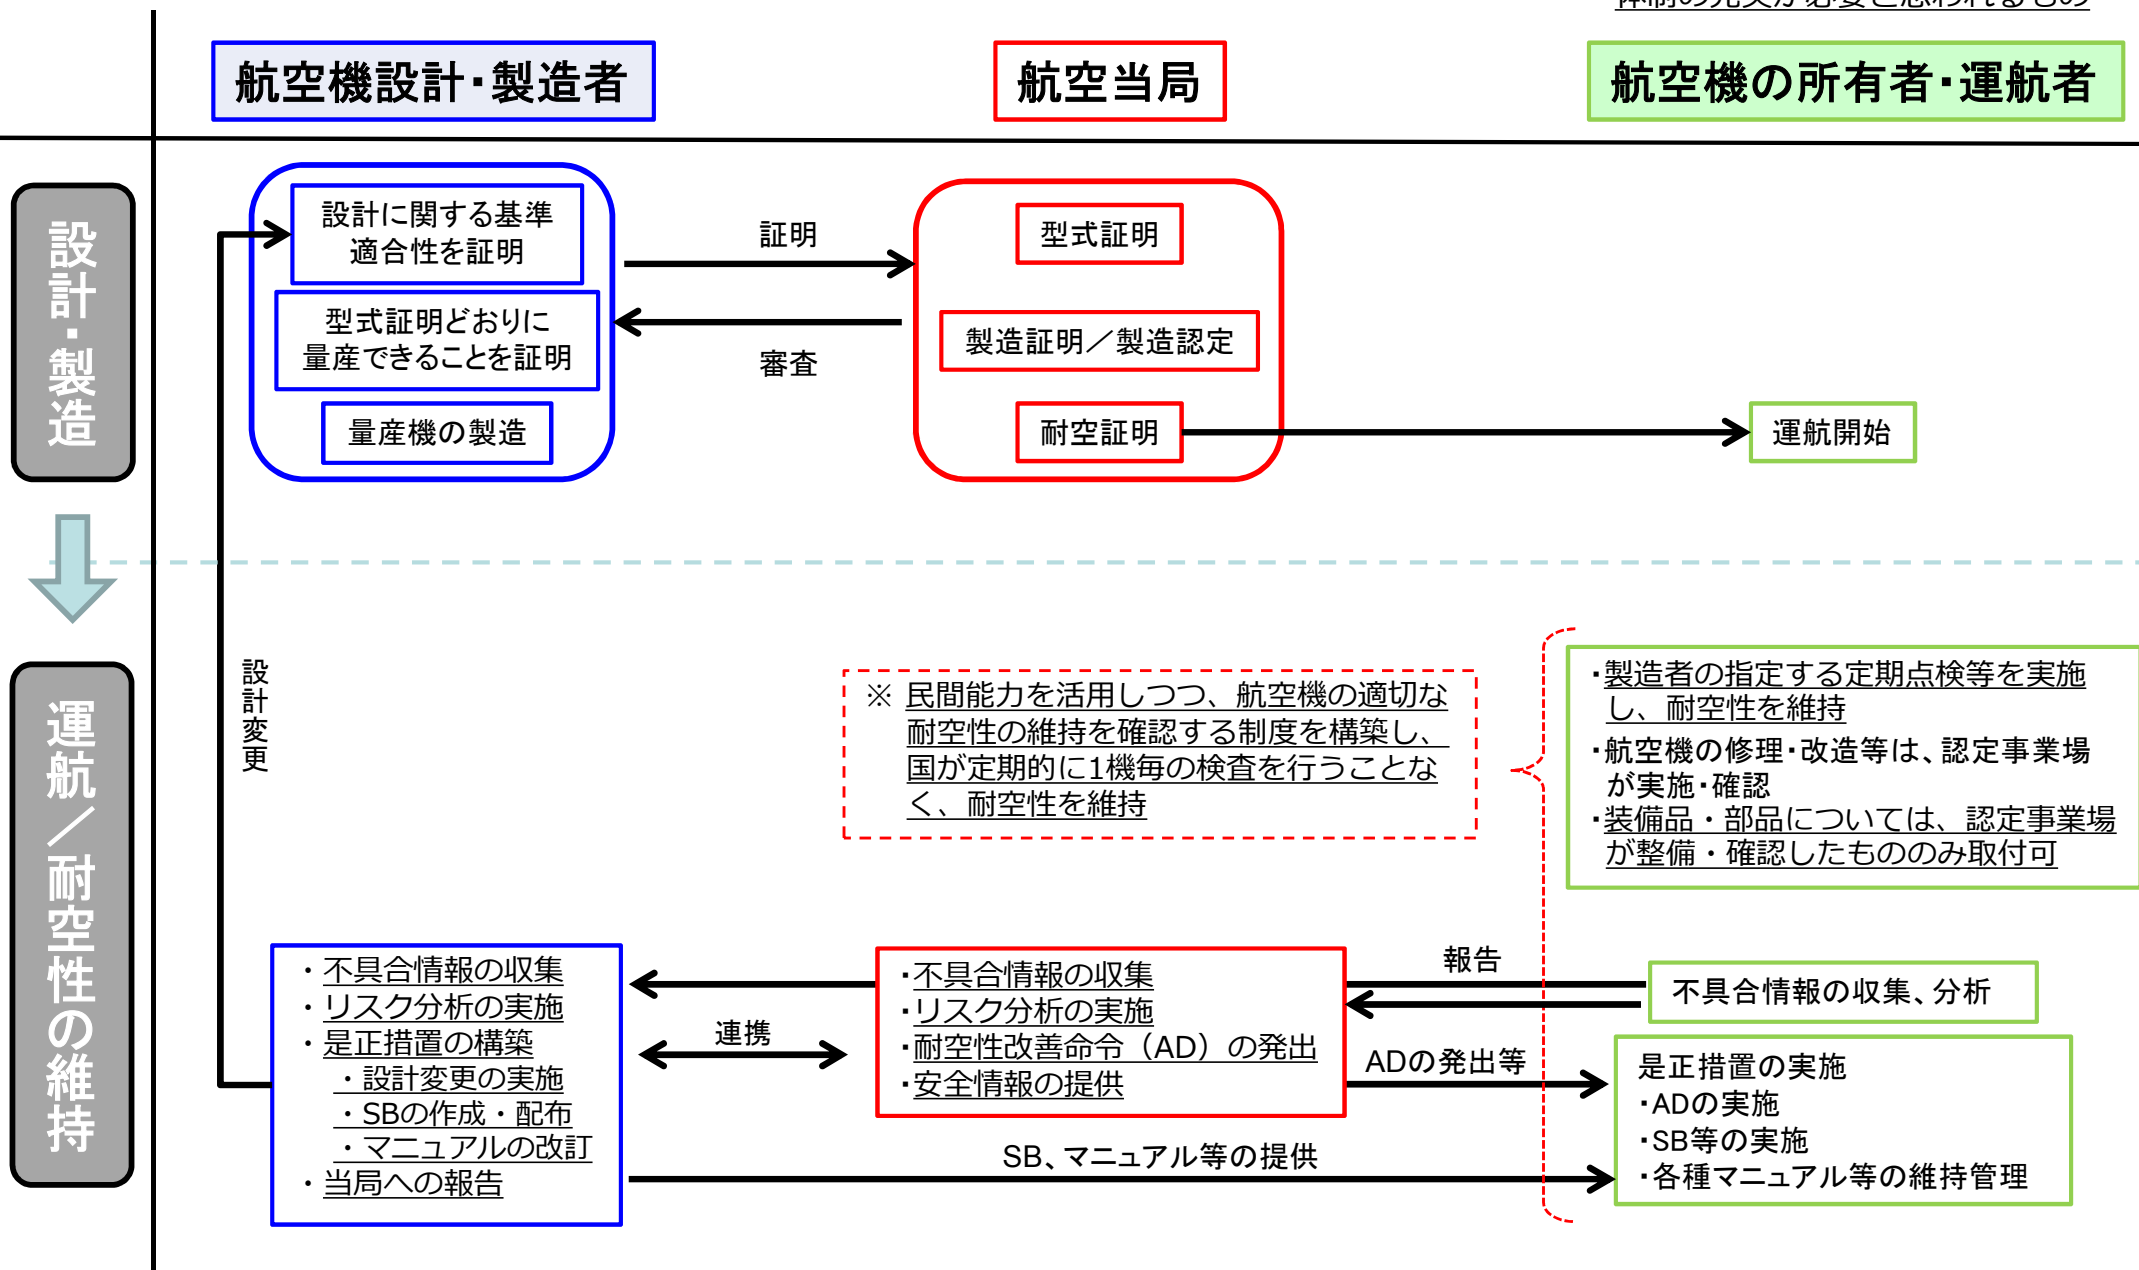 体制の充実が必要と思われるもの
航空機設計・製造者
航空当局
航空機の所有者・運航者
設計・製造
設計に関する基準
適合性を証明
型式証明どおりに
量産できることを証明
量産機の製造
証明
審査
型式証明
製造証明／製造認定
耐空証明
運航開始
運航／耐空性の維持
設計変更
※ 民間能力を活用しつつ、航空機の適切な
耐空性の維持を確認する制度を構築し、
国が定期的に1機毎の検査を行うことな
く、耐空性を維持
・製造者の指定する定期点検等を実施
し、耐空性を維持
・航空機の修理・改造等は、認定事業場
が実施・確認
・装備品・部品については、認定事業場
が整備・確認したもののみ取付可
・不具合情報の収集
・リスク分析の実施
・是正措置の構築
・設計変更の実施
・SBの作成・配布
・マニュアルの改訂
・当局への報告
連携
・不具合情報の収集
・リスク分析の実施
・耐空性改善命令（AD）の発出
・安全情報の提供
報告
ADの発出等
SB、マニュアル等の提供
不具合情報の収集、分析
是正措置の実施
・ADの実施
・SB等の実施
・各種マニュアル等の維持管理